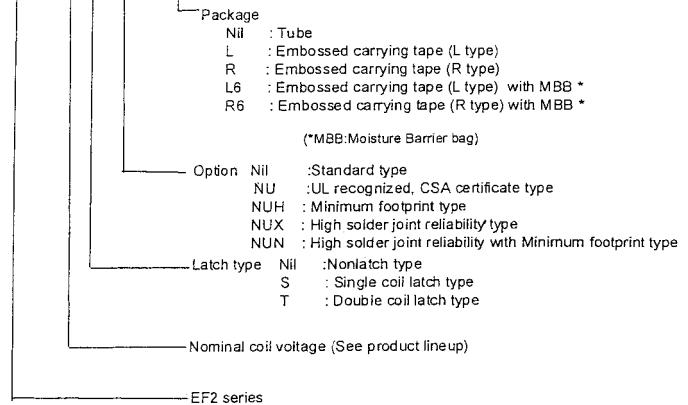 Package
Nil : Tube
L : Embossed carrying tape (L type)
R : Embossed carrying tape (R type)
L6 : Embossed carrying tape (L type) with MBB *
R6 : Embossed carrying tape (R type) with MBB *
(*MBB:Moisture Barrier bag)
Option Nil :Standard type
NU :UL recognized, CSA certificate type
NUH : Minimum footprint type
NUX : High solder joint reliability type
NUN : High solder joint reliability with Minimum footprint type
Latch type Nil :Nonlatch type
S : Single coil latch type
T : Double coil latch type
Nominal coil voltage (See product lineup)
EF2 series